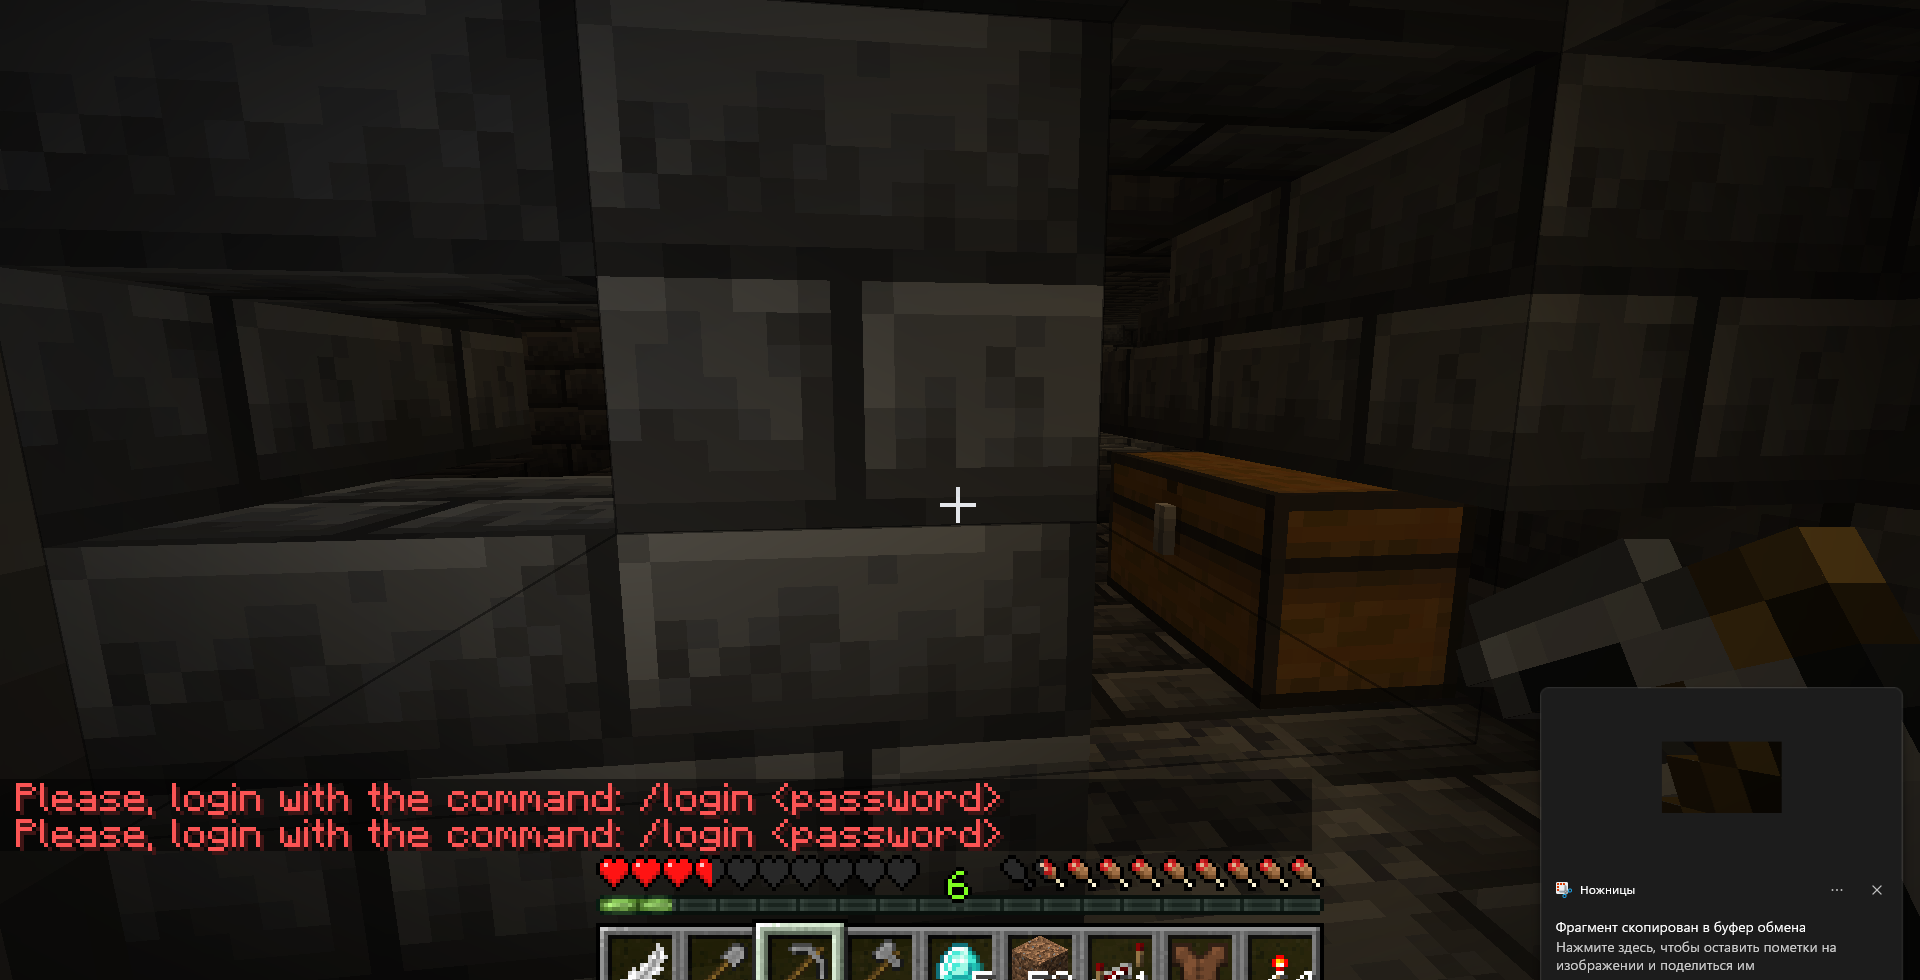 Please, login with the command: /login <password>
Please, login with the command: /login <password>
6
Ножницы
Фрагмент скопирован в буфер обмена
Нажмите здесь, чтобы оставить пометки на
изображении и поделиться им